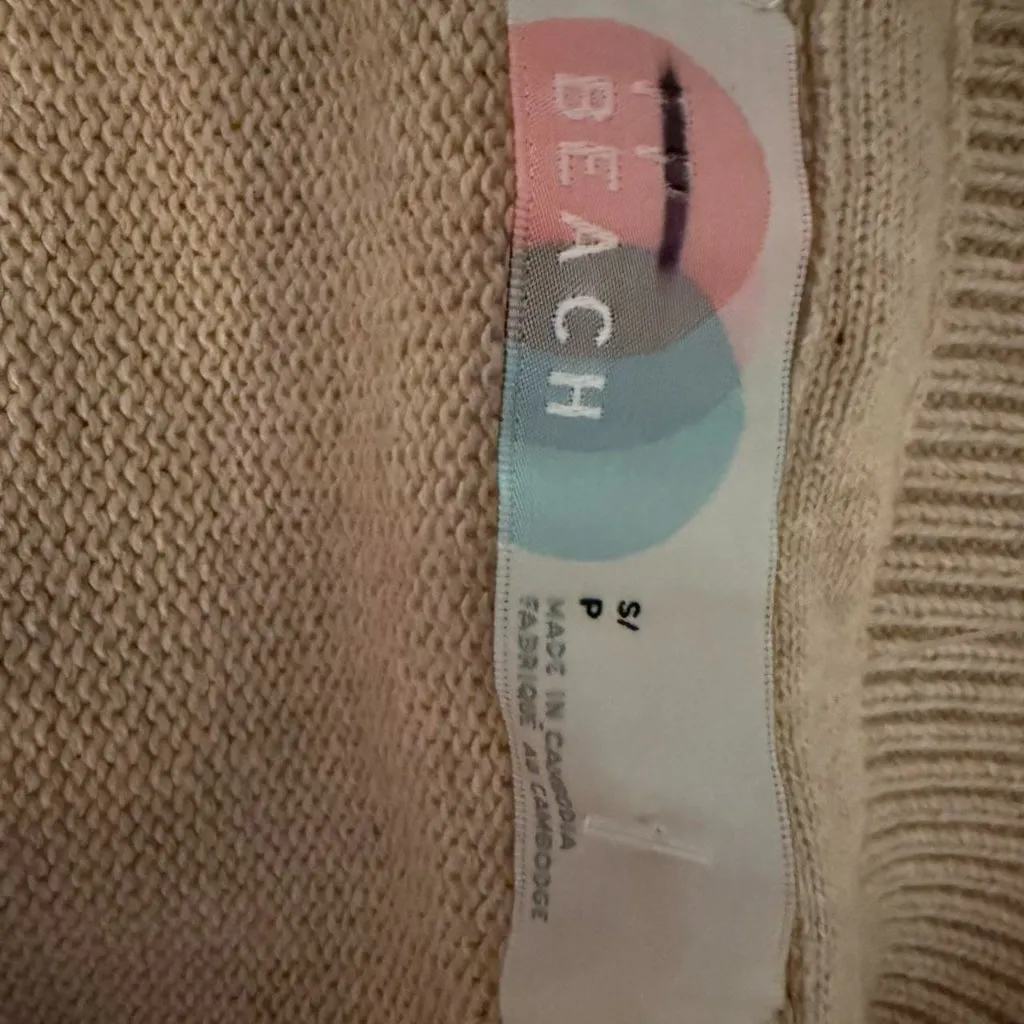 BEACH
S/
P
MADE IN CAMBODIA
FABRIQUÉ AU CAMBODGE